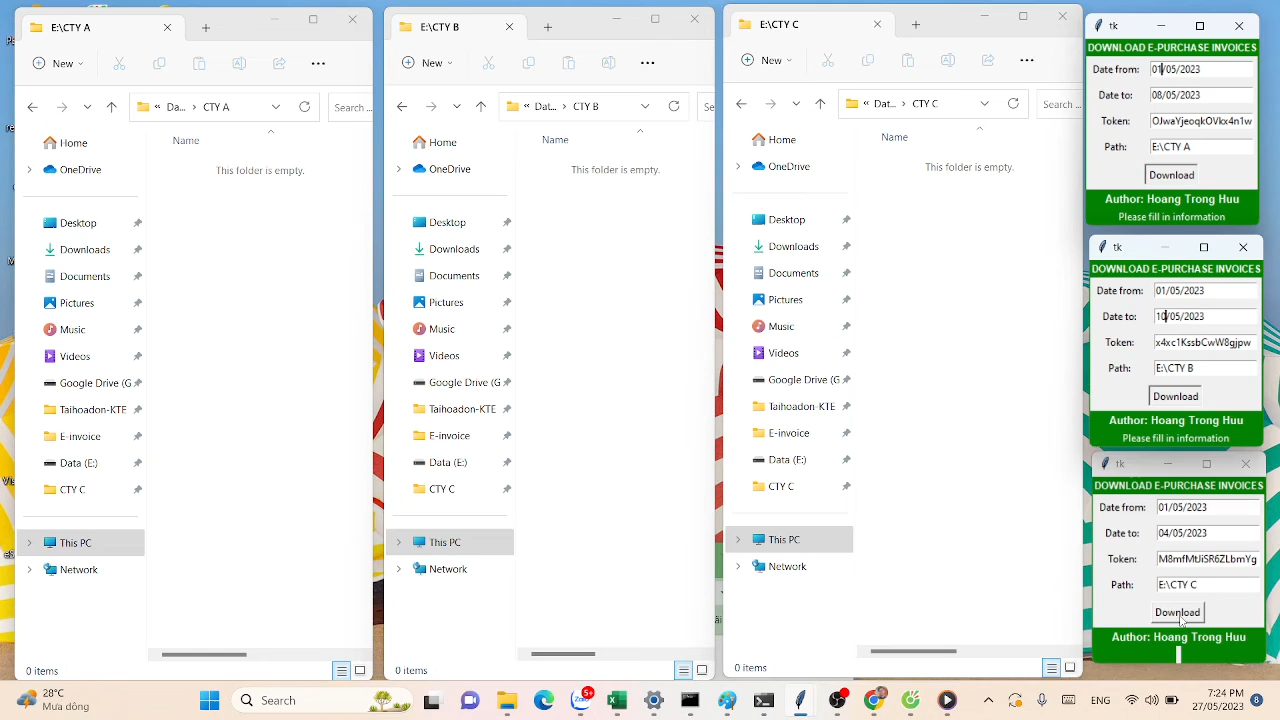 E:\CTY A
New
Dat...
CTY A
Search ...
Home
OneDrive
Desktop
Downloads
Documents
Pictures
Music
Videos
Google Drive (G
Taihoadon-KTE
E-invoice
Data (E:)
CTY C
This PC
Network
Name
This folder is empty.
0 items
E:\CTY B
New
Dat...
CTY B
Se
Home
OneDrive
Desktop
Downloads
Documents
Pictures
Music
Videos
Google Drive (G
Taihoadon-KTE
E-invoice
Data (E:)
CTY C
This PC
Network
Name
This folder is empty.
0 items
E:\CTY C
New
Dat...
CTY C
Search ...
Home
OneDrive
Desktop
Downloads
Documents
Pictures
Music
Videos
Google Drive (G
Taihoadon-KTE
E-invoice
Data (E:)
CTY C
This PC
Network
Name
This folder is empty.
0 items
tk
DOWNLOAD E-PURCHASE INVOICES
Date from: 01/05/2023
Date to: 08/05/2023
Token: OJwaYjeoqkOVkx4n1w
Path: E:\CTY A
Download
Author: Hoang Trong Huu
Please fill in information
tk
DOWNLOAD E-PURCHASE INVOICES
Date from: 01/05/2023
Date to: 10/05/2023
Token: x4xc1KssbCwW8gjpw
Path: E:\CTY B
Download
Author: Hoang Trong Huu
Please fill in information
tk
DOWNLOAD E-PURCHASE INVOICES
Date from: 01/05/2023
Date to: 04/05/2023
Token: M8mfMtJiSR6ZLbmYg
Path: E:\CTY C
Download
Author: Hoang Trong Huu
28°C
Mưa nhỏ
Search
Zalo
5+
ENG
7:24 PM
27/05/2023
8